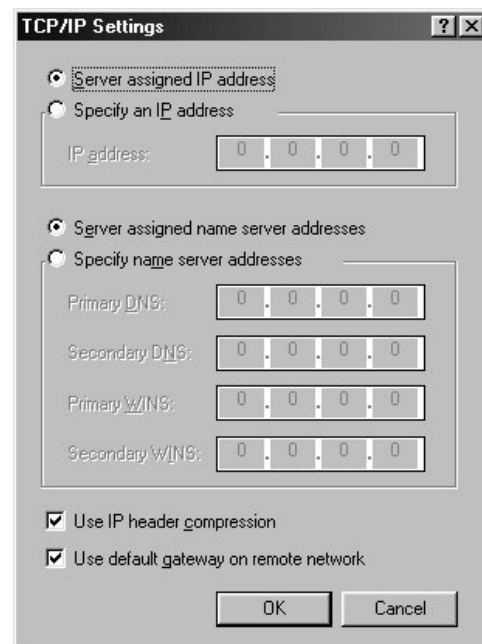 TCP/IP Settings ? X
Server assigned IP address
Specify an IP address
IP address: 0 . 0 . 0 . 0
Server assigned name server addresses
Specify name server addresses
Primary DNS: 0 . 0 . 0 . 0
Secondary DNS: 0 . 0 . 0 . 0
Primary WINS: 0 . 0 . 0 . 0
Secondary WINS: 0 . 0 . 0 . 0
Use IP header compression
Use default gateway on remote network
OK Cancel